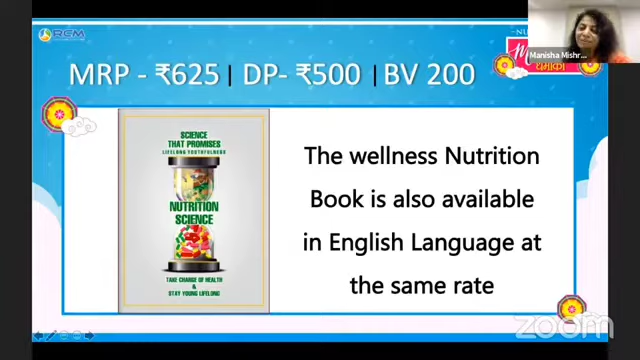 RCM
MRP - ₹625 | DP- ₹500 | BV 200
Manisha Mishr...
SCIENCE
THAT PROMISES
LIFELONG YOUTHFULNESS
NUTRITION
SCIENCE
TAKE CHARGE OF HEALTH
&
STAY YOUNG LIFELONG
The wellness Nutrition
Book is also available
in English Language at
the same rate
zoom